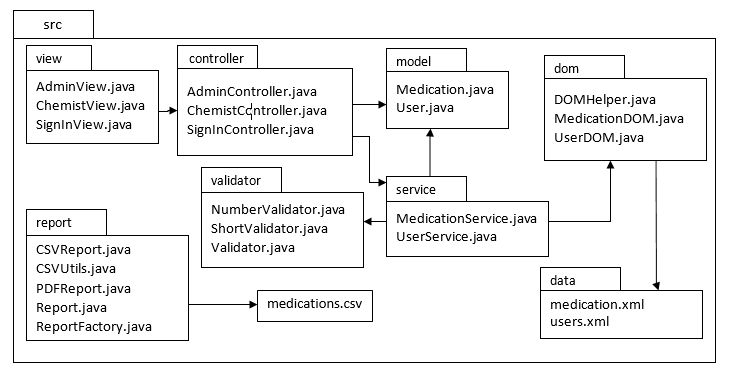 src
view
AdminView.java
ChemistView.java
SignInView.java
controller
AdminController.java
ChemistController.java
SignInController.java
model
Medication.java
User.java
dom
DOMHelper.java
MedicationDOM.java
UserDOM.java
validator
NumberValidator.java
ShortValidator.java
Validator.java
service
MedicationService.java
UserService.java
report
CSVReport.java
CSVUtils.java
PDFReport.java
Report.java
ReportFactory.java
medications.csv
data
medication.xml
users.xml